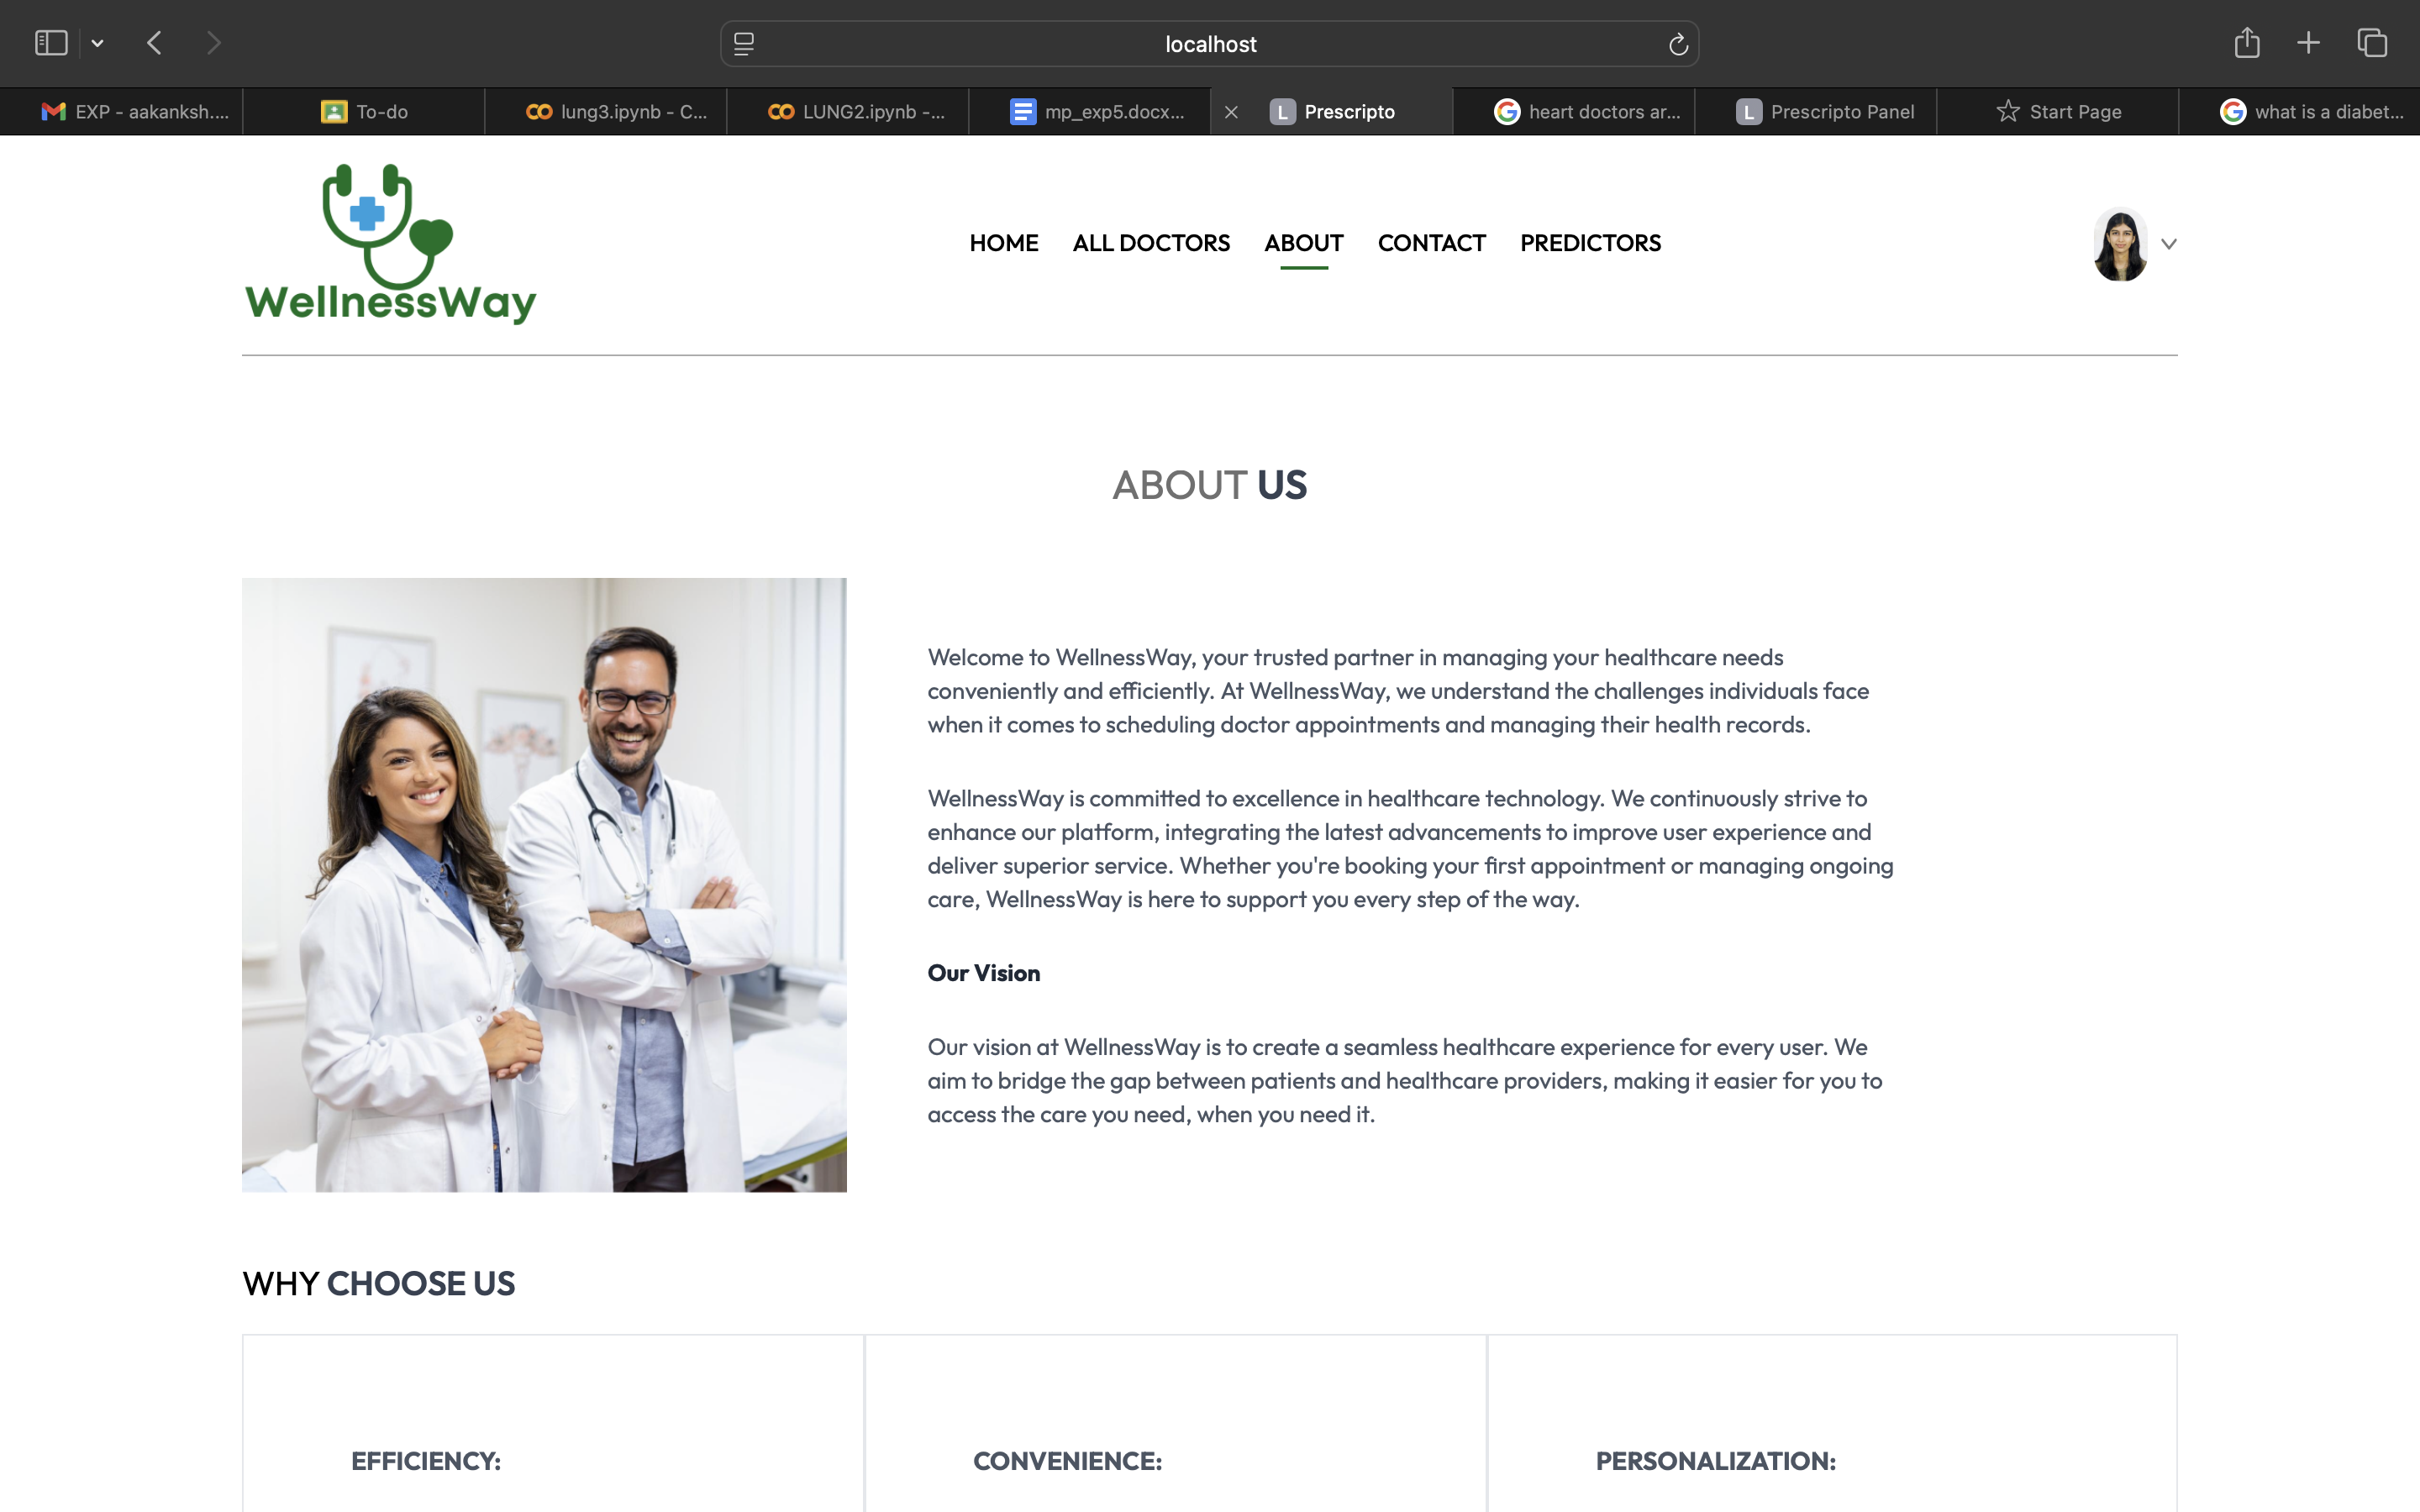 localhost
EXP - aakanksh....
To-do
lung3.ipynb - C...
LUNG2.ipynb -...
mp_exp5.docx...
L Prescripto
heart doctors ar...
L Prescripto Panel
Start Page
what is a diabet...
WellnessWay
HOME
ALL DOCTORS
ABOUT
CONTACT
PREDICTORS
ABOUT US
Welcome to WellnessWay, your trusted partner in managing your healthcare needs
conveniently and efficiently. At WellnessWay, we understand the challenges individuals face
when it comes to scheduling doctor appointments and managing their health records.
WellnessWay is committed to excellence in healthcare technology. We continuously strive to
enhance our platform, integrating the latest advancements to improve user experience and
deliver superior service. Whether you're booking your first appointment or managing ongoing
care, WellnessWay is here to support you every step of the way.
Our Vision
Our vision at WellnessWay is to create a seamless healthcare experience for every user. We
aim to bridge the gap between patients and healthcare providers, making it easier for you to
access the care you need, when you need it.
WHY CHOOSE US
EFFICIENCY:
CONVENIENCE:
PERSONALIZATION: